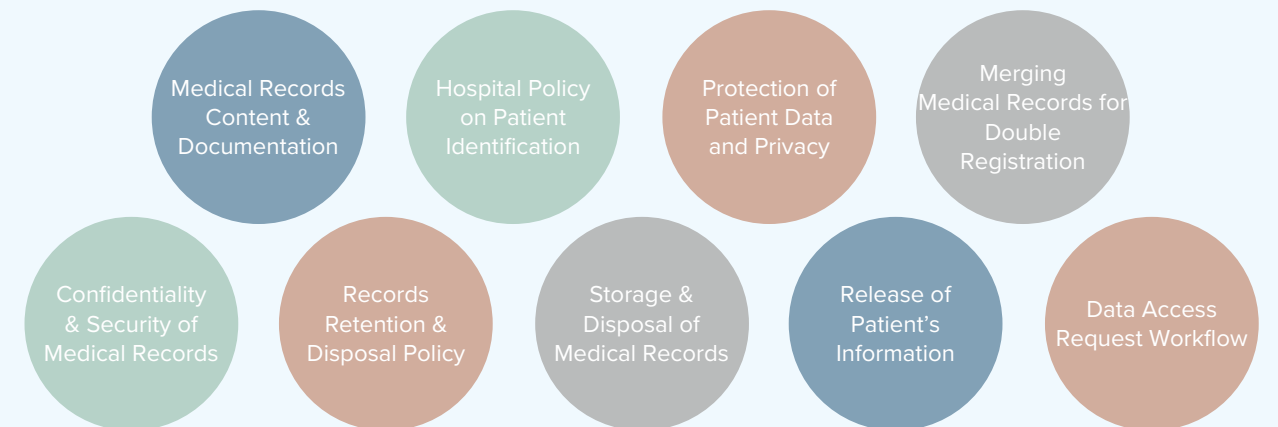 Medical Records
Content &
Documentation
Hospital Policy
on Patient
Identification
Protection of
Patient Data
and Privacy
Merging
Medical Records for
Double
Registration
Confidentiality
& Security of
Medical Records
Records
Retention &
Disposal Policy
Storage &
Disposal of
Medical Records
Release of
Patient’s
Information
Data Access
Request Workflow